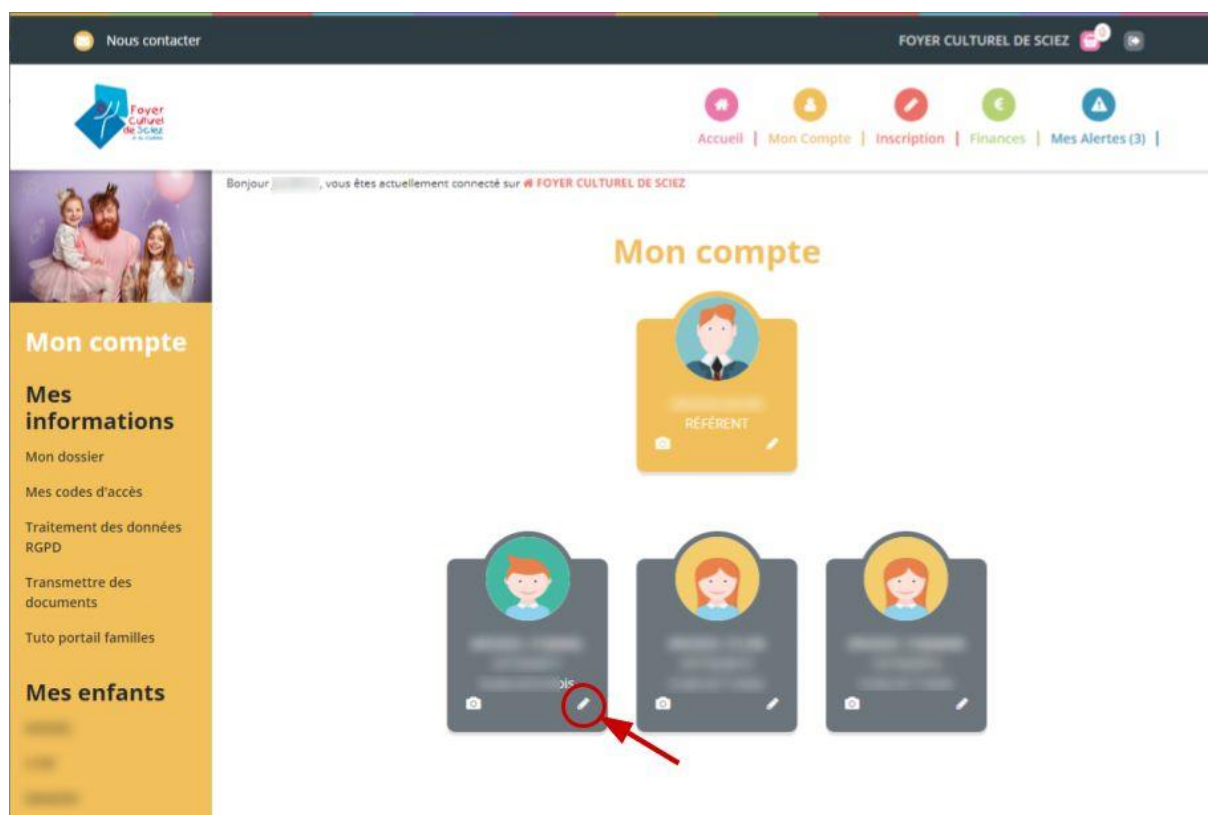 Nous contacter
FOYER CULTUREL DE SCIEZ 0
Foyer
Culturel
de Sciez
Accueil | Mon Compte | Inscription | Finances | Mes Alertes (3) |
Bonjour , vous êtes actuellement connecté sur FOYER CULTUREL DE SCIEZ
Mon compte
RÉFÉRENT
ois
Mon compte
Mes
informations
Mon dossier
Mes codes d'accès
Traitement des données
RGPD
Transmettre des
documents
Tuto portail familles
Mes enfants